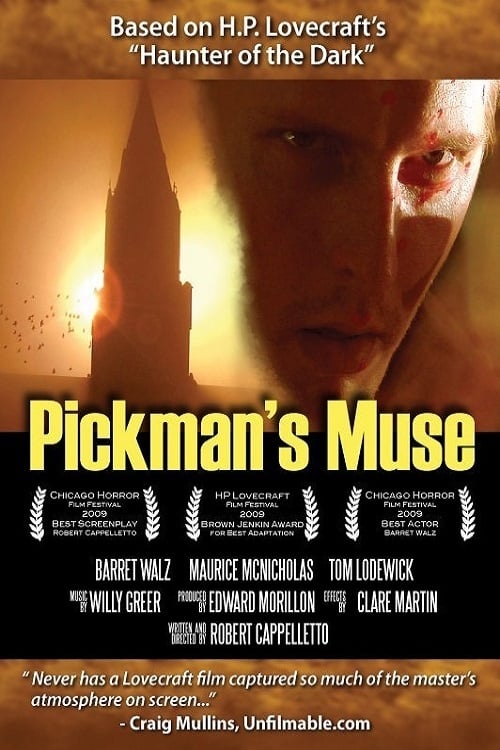 Based on H.P. Lovecraft's
"Haunter of the Dark"
Pickman's Muse
CHICAGO HORROR
FILM FESTIVAL
2009
BEST SCREENPLAY
ROBERT CAPPELLETTO
HP LOVECRAFT
FILM FESTIVAL
2009
BROWN JENKIN AWARD
FOR BEST ADAPTATION
CHICAGO HORROR
FILM FESTIVAL
2009
BEST ACTOR
BARRET WALZ
BARRET WALZ MAURICE MCNICHOLAS TOM LODEWICK
MUSIC BY WILLY GREER PRODUCED BY EDWARD MORILLON EFFECTS BY CLARE MARTIN
WRITTEN AND DIRECTED BY ROBERT CAPPELLETTO
"Never has a Lovecraft film captured so much of the master's
atmosphere on screen..."
- Craig Mullins, Unfilmable.com